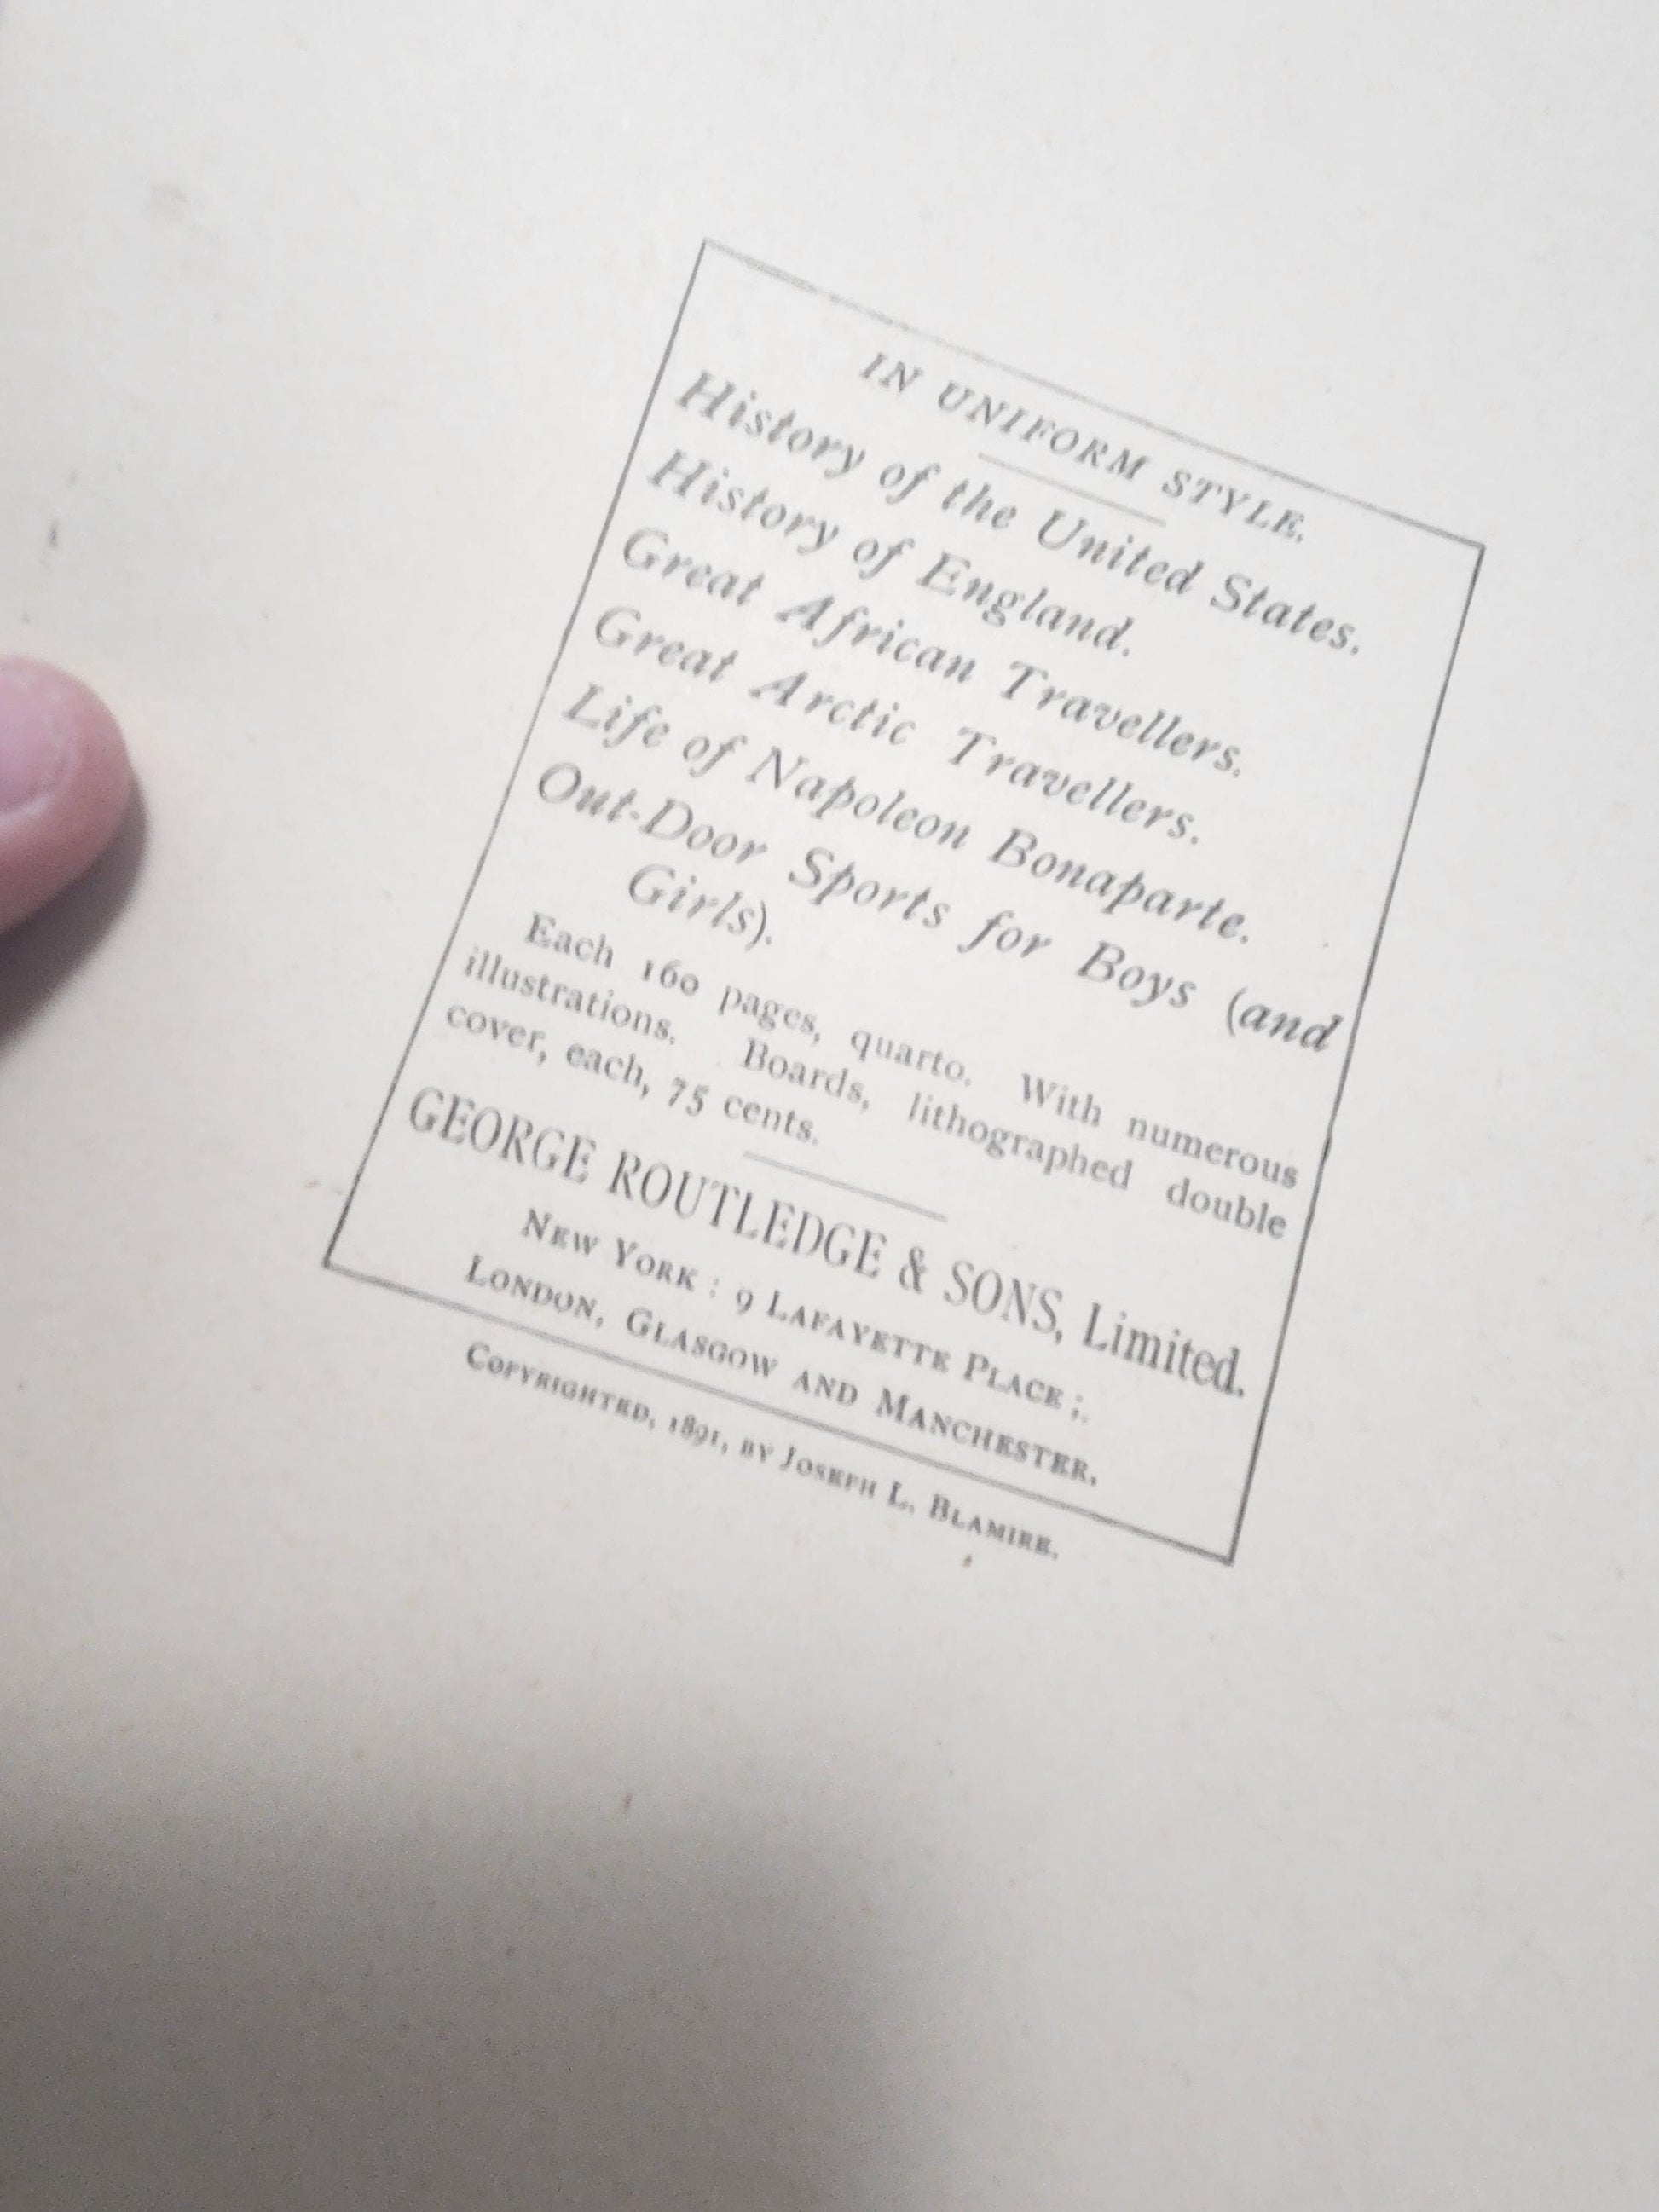 IN UNIFORM STYLE.
History of the United States.
History of England.
Great African Travellers.
Great Arctic Travellers.
Life of Napoleon Bonaparte.
Out-Door Sports for Boys (and
Girls).
Each 160 pages, quarto. With numerous
illustrations. Boards, lithographed double
cover, each, 75 cents.
GEORGE ROUTLEDGE & SONS, Limited.
NEW YORK : 9 LAFAYETTE PLACE ;
LONDON, GLASGOW AND MANCHESTER.
COPYRIGHTED, 1891, BY JOSEPH L. BLAMIRE.